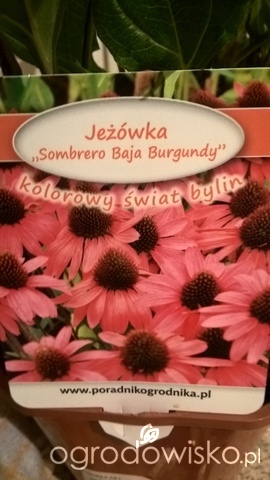 Jeżówka
„Sombrero Baja Burgundy”
kolorowy świat bylin
www.poradnikogrodnika.pl
ogrodowisko.pl